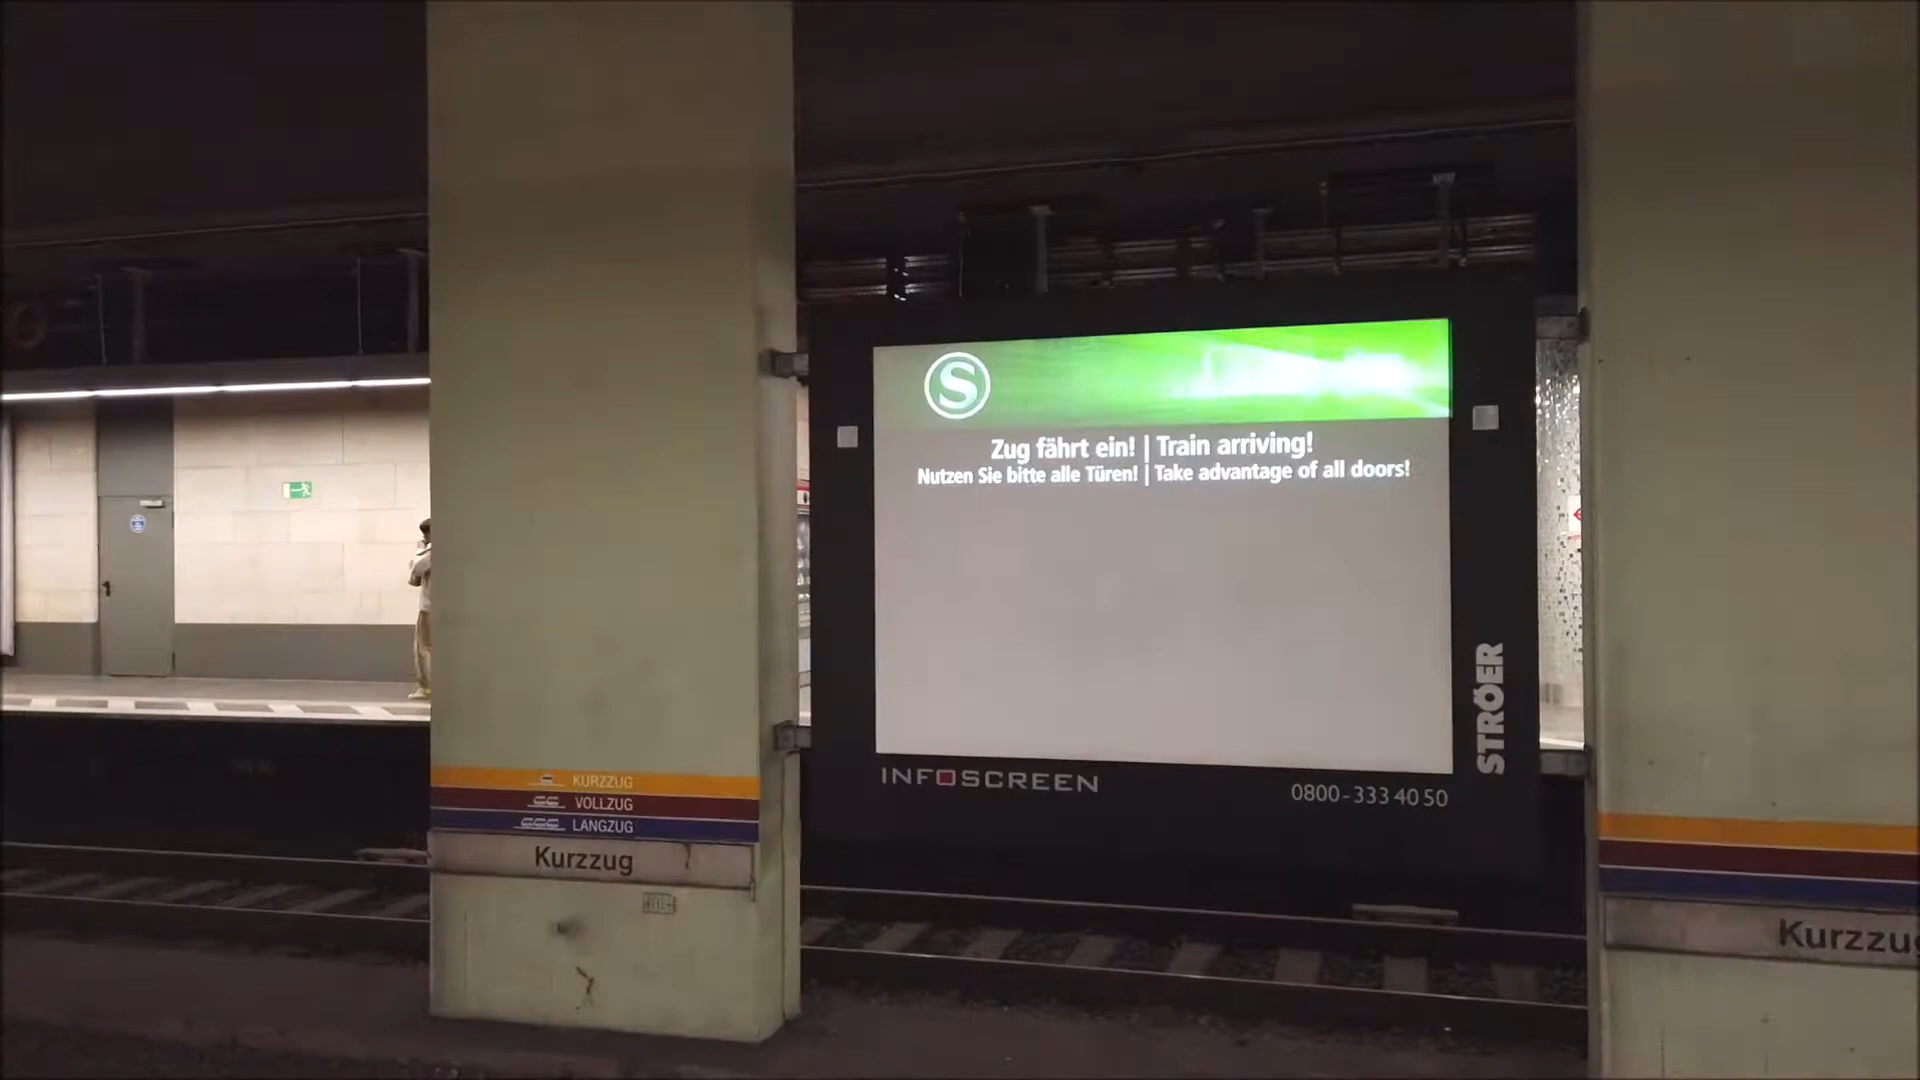 S
Zug fährt ein! | Train arriving!
Nutzen Sie bitte alle Türen! | Take advantage of all doors!
INFOSCREEN
0800-333 40 50
STRÖER
KURZZUG
VOLLZUG
LANGZUG
Kurzzug
Kurzzug